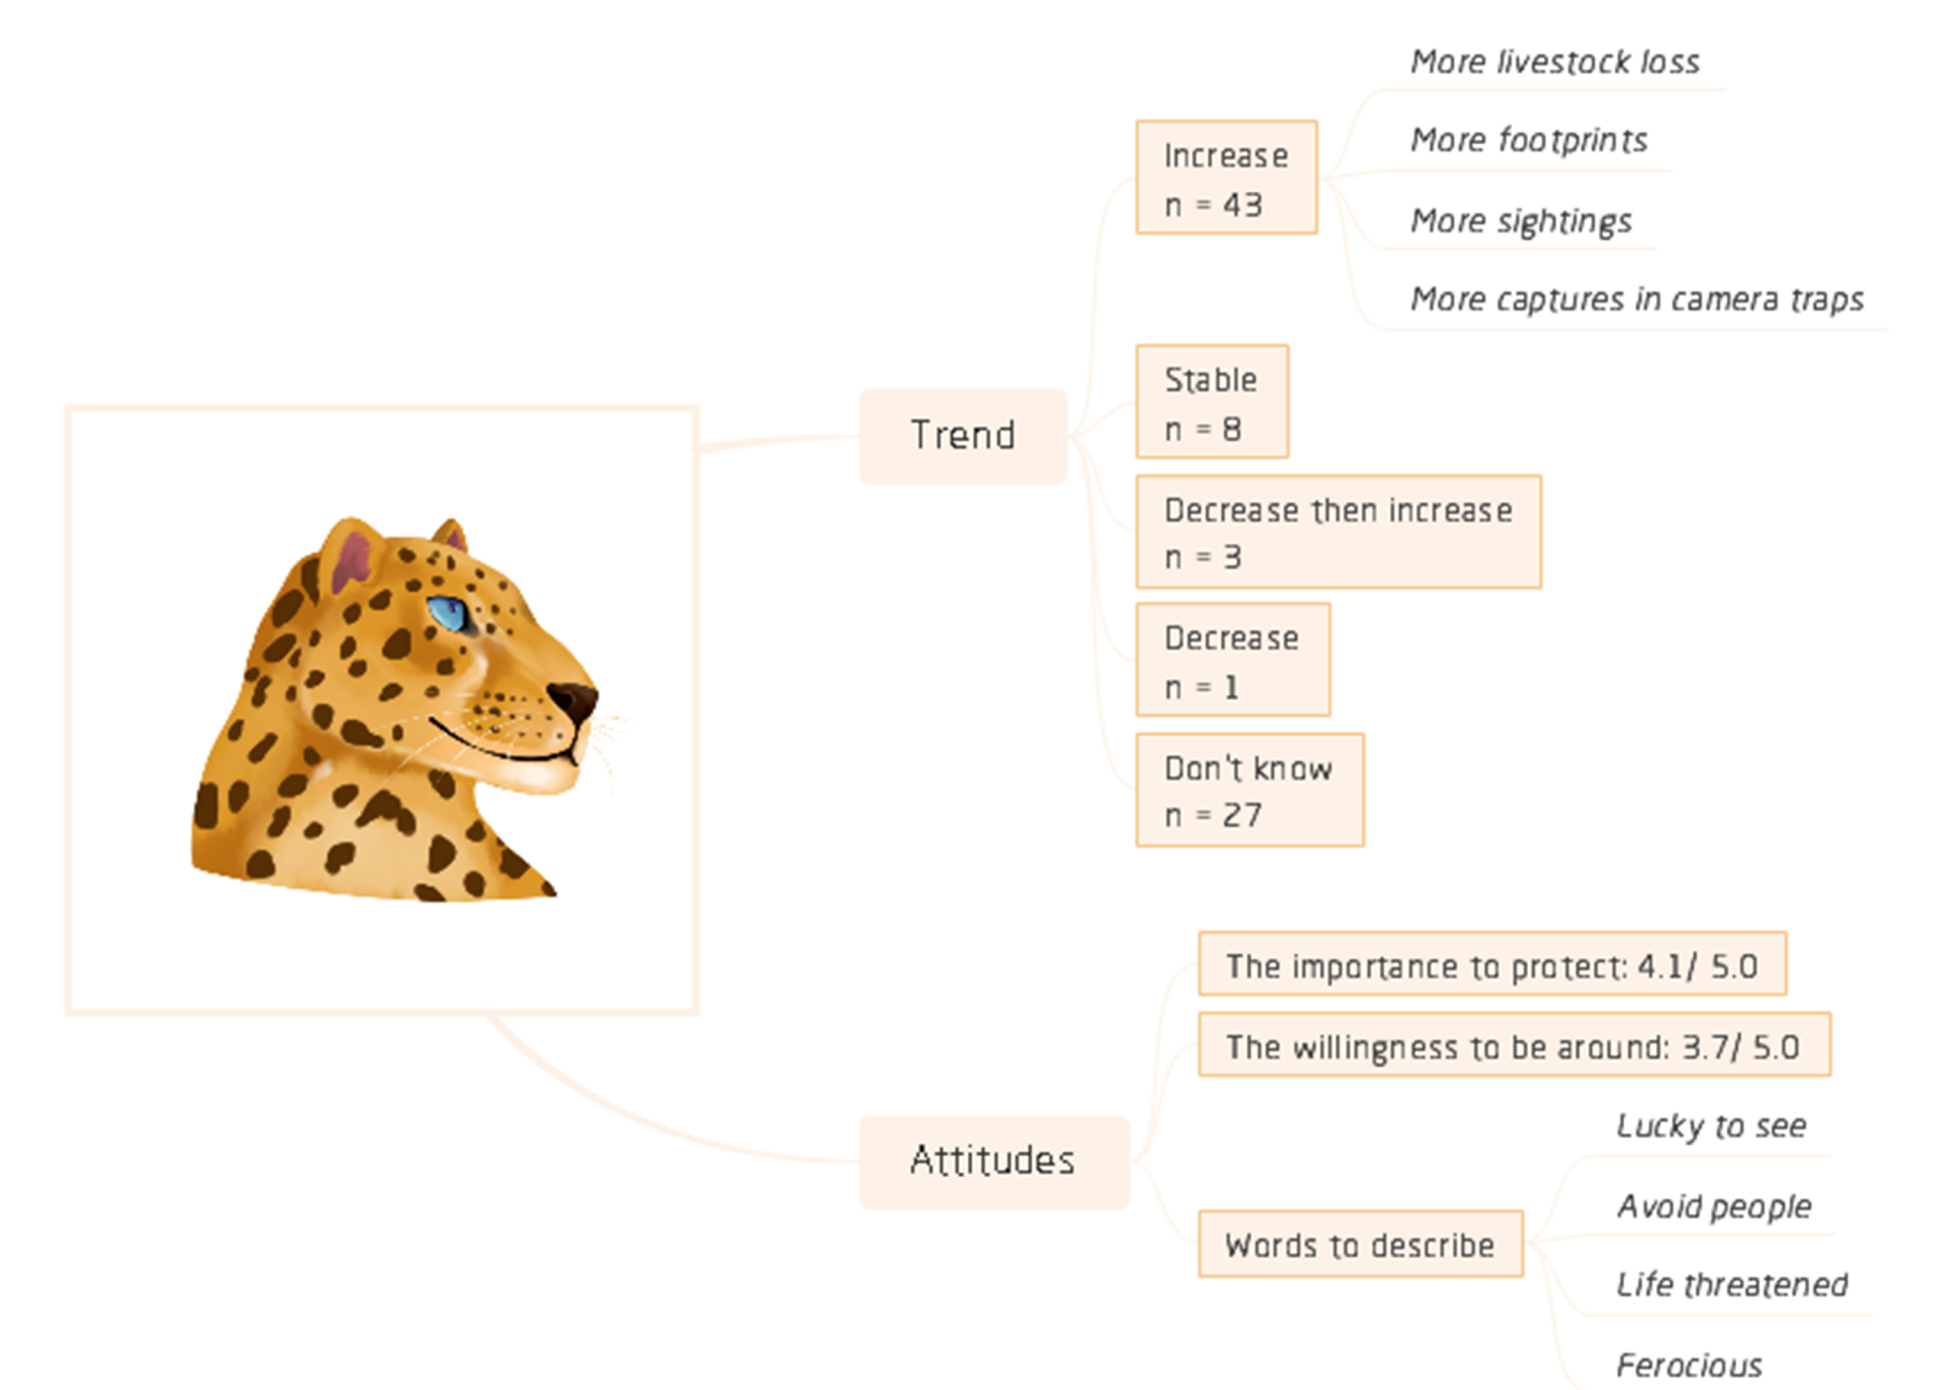 More livestock loss
More footprints
More sightings
More captures in camera traps
Increase
n = 43
Stable
n = 8
Decrease then increase
n = 3
Decrease
n = 1
Don't know
n = 27
Trend
The importance to protect: 4.1/ 5.0
The willingness to be around: 3.7/ 5.0
Attitudes
Words to describe
Lucky to see
Avoid people
Life threatened
Ferocious